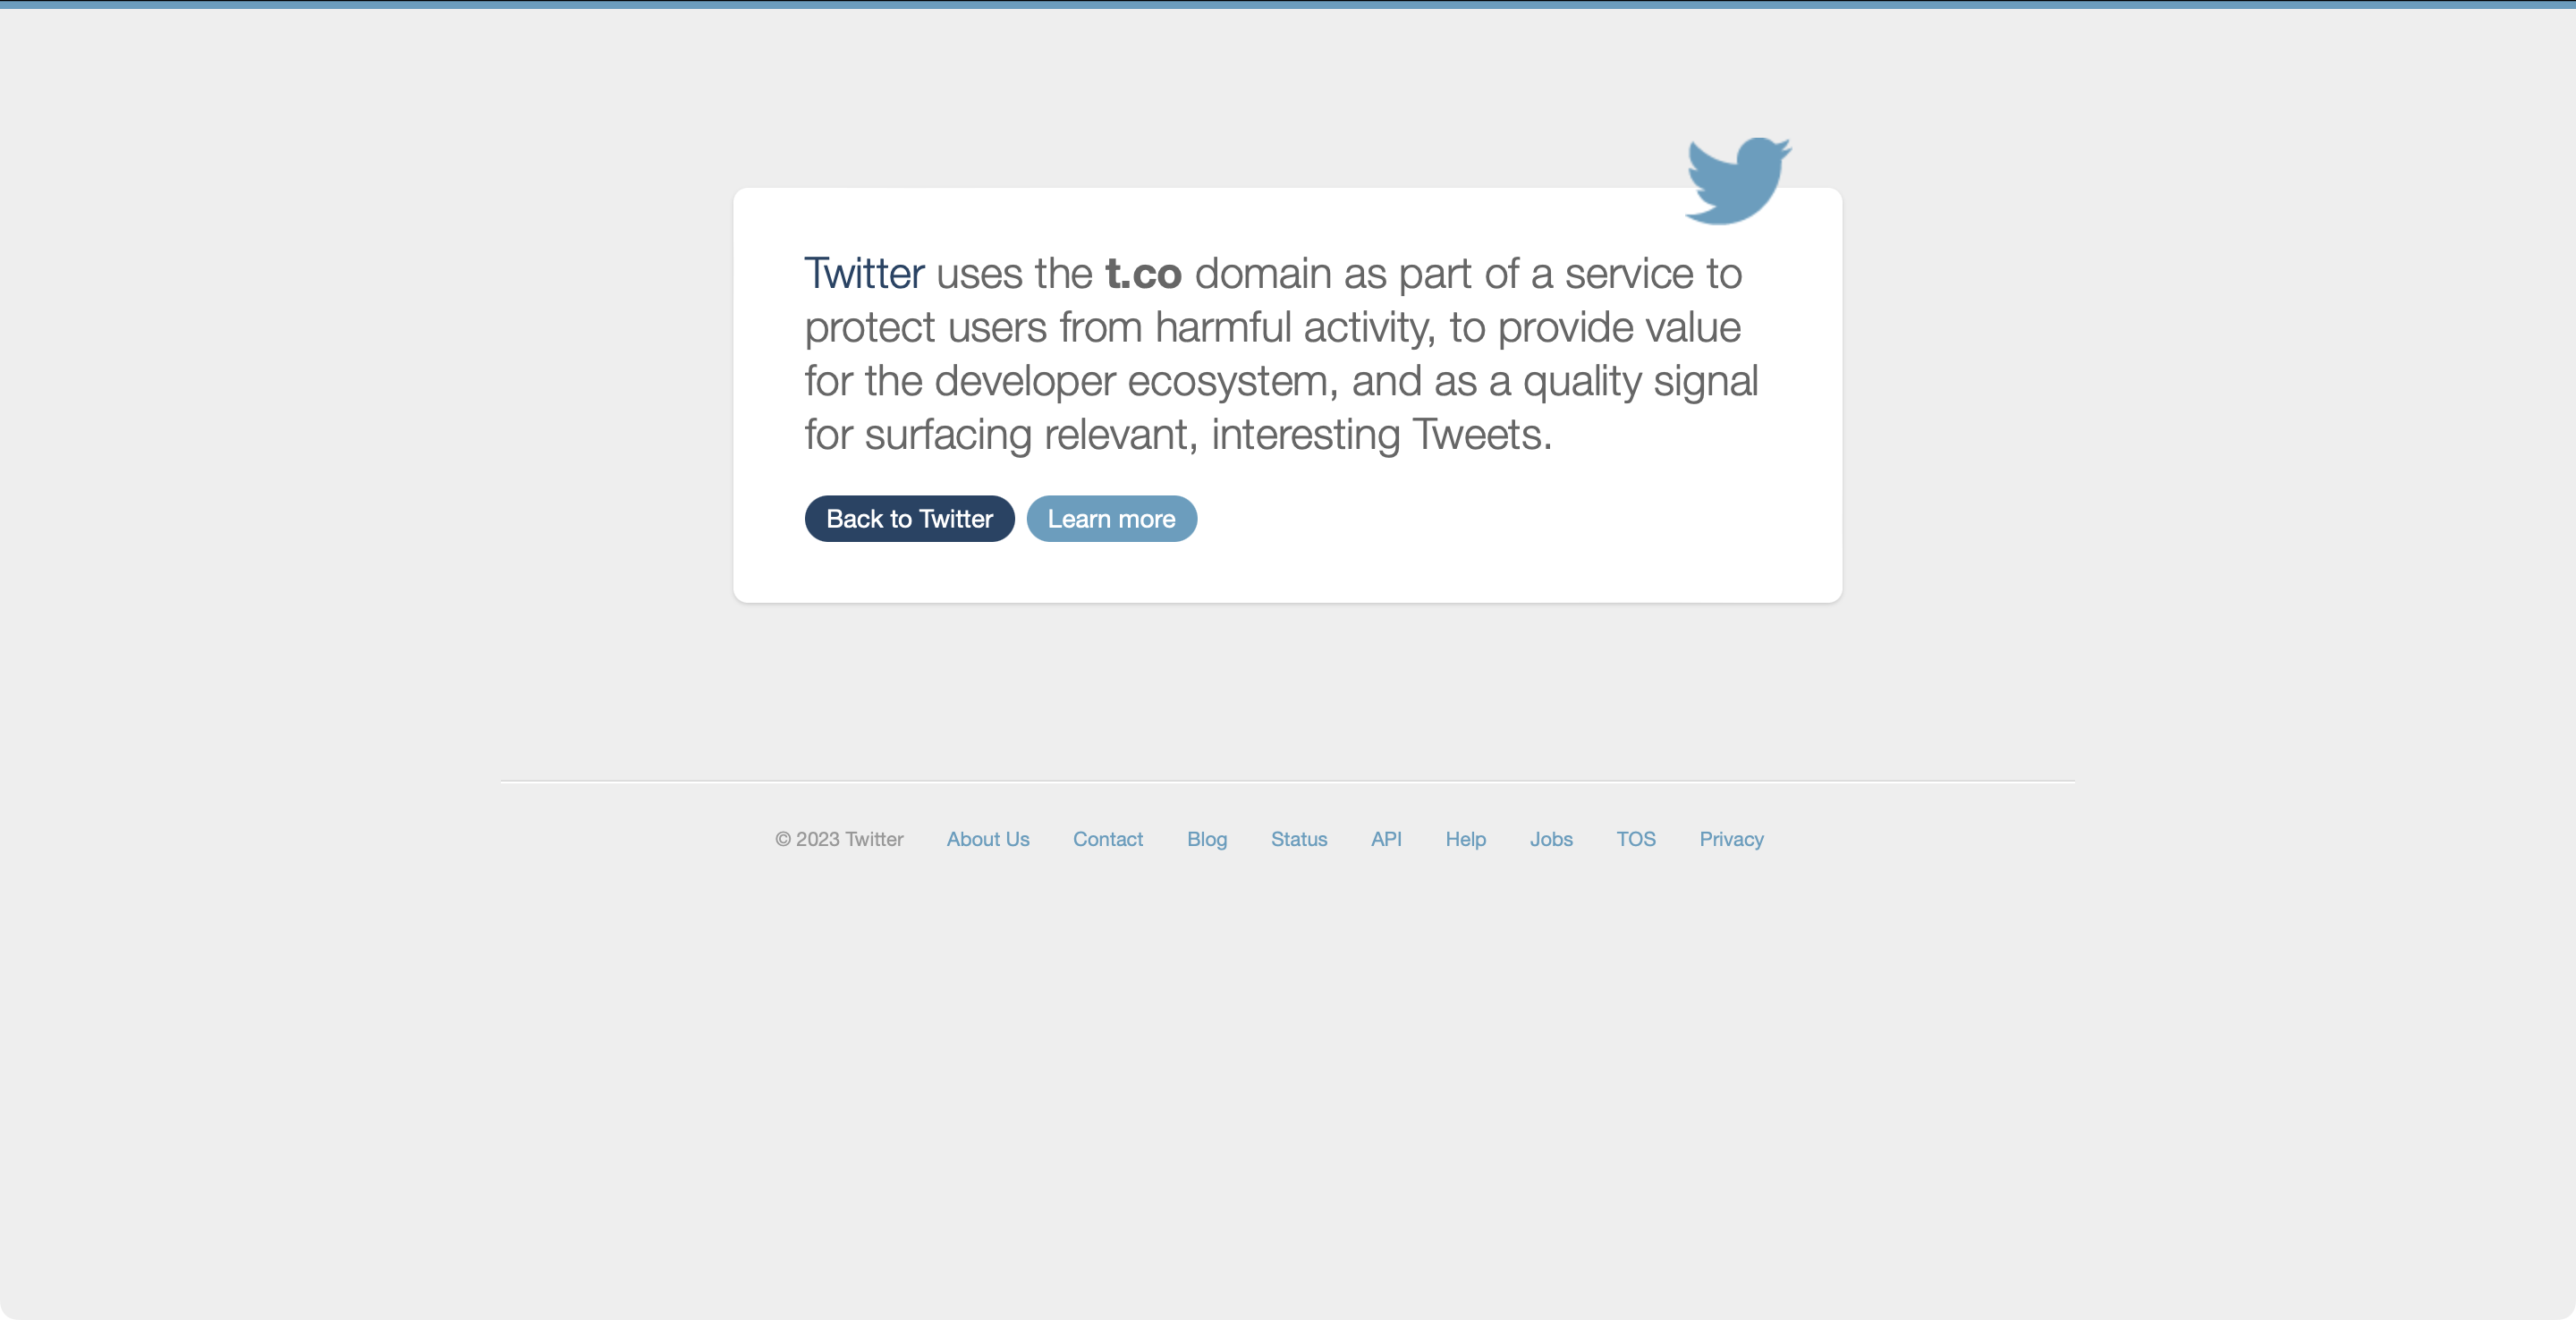 Twitter uses the t.co domain as part of a service to
protect users from harmful activity, to provide value
for the developer ecosystem, and as a quality signal
for surfacing relevant, interesting Tweets.
Back to Twitter Learn more
© 2023 Twitter About Us Contact Blog Status API Help Jobs TOS Privacy